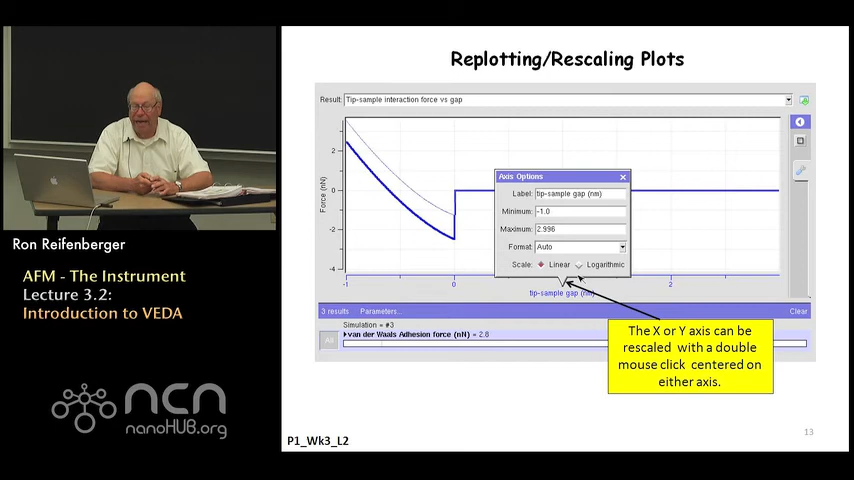 Replotting/Rescaling Plots
Result: Tip-sample interaction force vs gap
Axis Options
Label: tip-sample gap (nm)
Minimum: -1.0
Maximum: 2.996
Format: Auto
Scale: Linear Logarithmic
Force (nN)
2
0
-2
-4
-1 0 2
tip-sample gap (nm)
3 results Parameters... Clear
Simulation = #3
All van der Waals Adhesion force (nN) = 2.8
The X or Y axis can be
rescaled with a double
mouse click centered on
either axis.
Ron Reifenberger
AFM - The Instrument
Lecture 3.2:
Introduction to VEDA
ncn
nanoHUB.org
P1_Wk3_L2
13